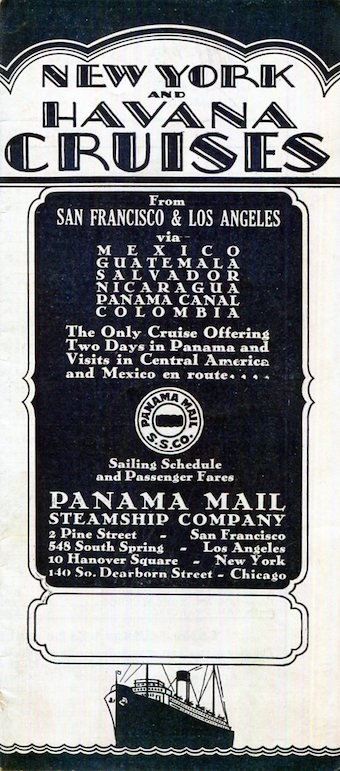 NEW YORK
AND
HAVANA
CRUISES
From
SAN FRANCISCO & LOS ANGELES
via
MEXICO
GUATEMALA
SALVADOR
NICARAGUA
PANAMA CANAL
COLOMBIA
The Only Cruise Offering
Two Days in Panama and
Visits in Central America
and Mexico en route....
PANAMA MAIL
S.S.CO.
Sailing Schedule
and Passenger Fares
PANAMA MAIL
STEAMSHIP COMPANY
2 Pine Street - San Francisco
548 South Spring - Los Angeles
10 Hanover Square - New York
140 So. Dearborn Street - Chicago